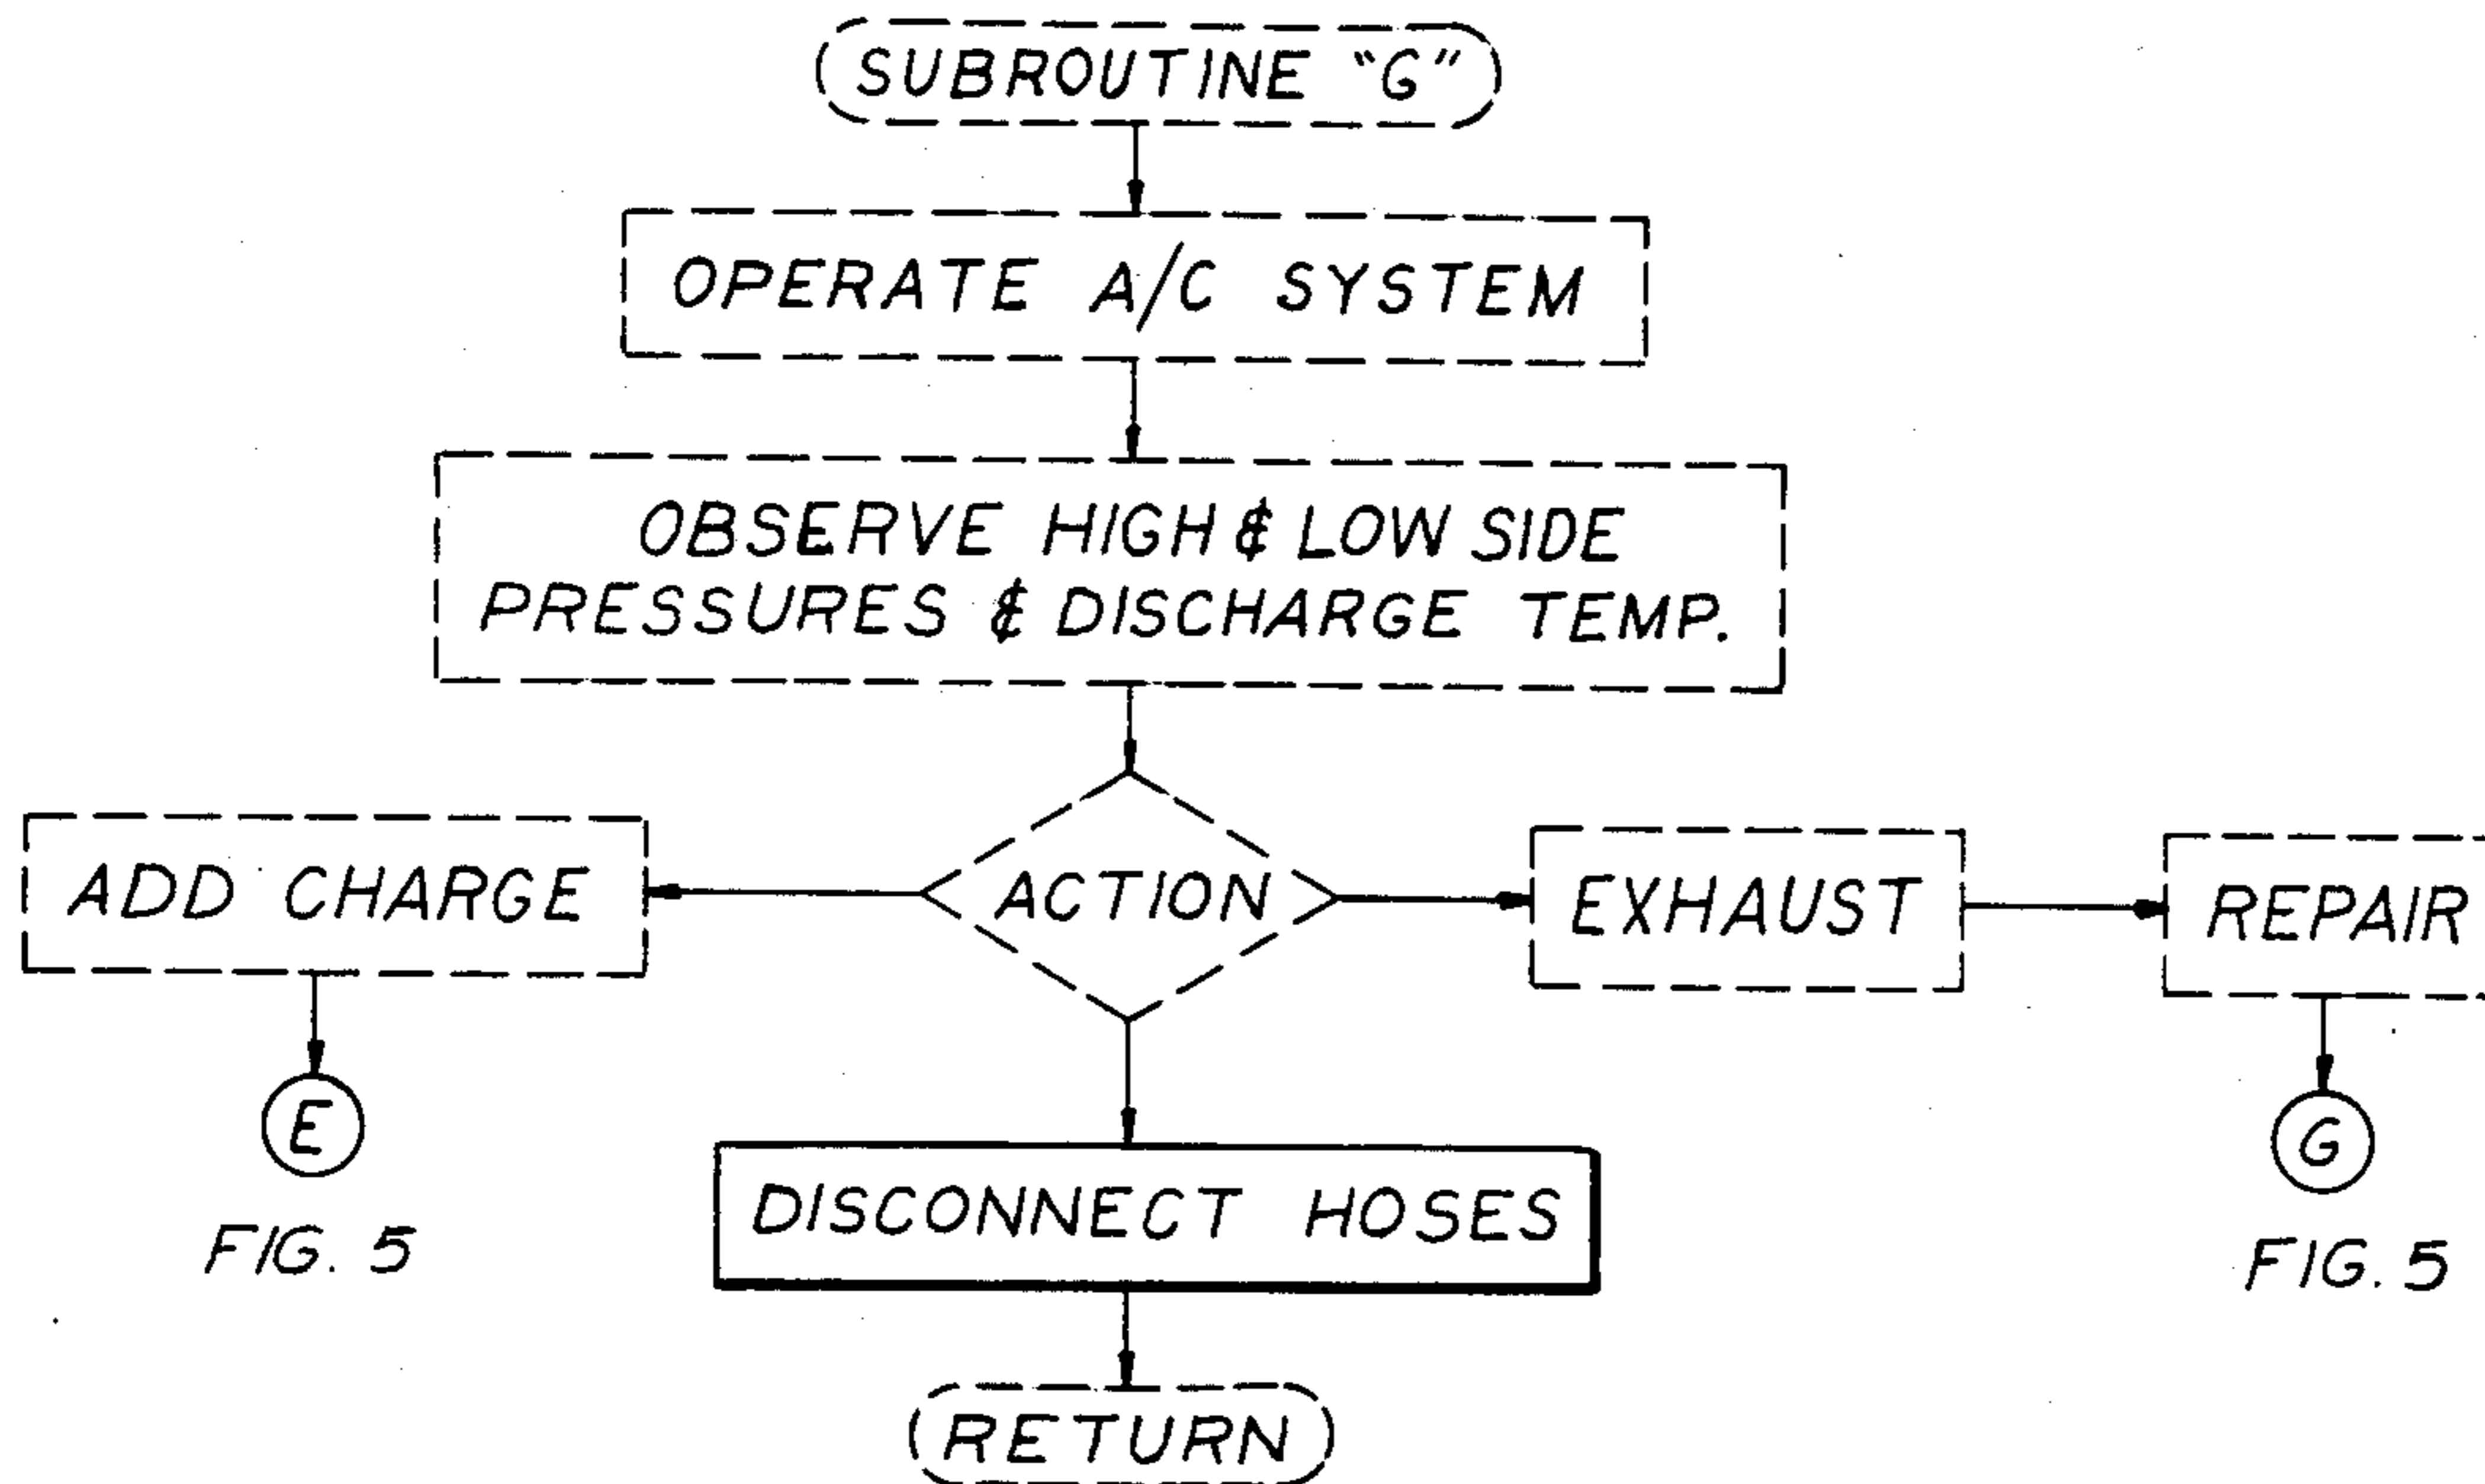 SUBROUTINE "G"
OPERATE A/C SYSTEM
OBSERVE HIGH & LOW SIDE
PRESSURES & DISCHARGE TEMP.
ADD CHARGE
ACTION
EXHAUST
REPAIR
E
G
DISCONNECT HOSES
FIG. 5
FIG. 5
RETURN